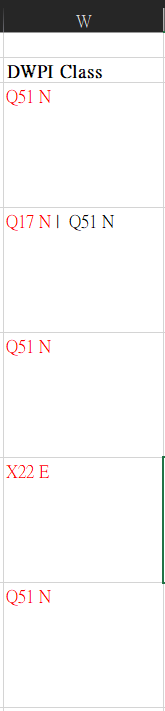 W
DWPI Class
Q51 N
Q17 N | Q51 N
Q51 N
X22 E
Q51 N